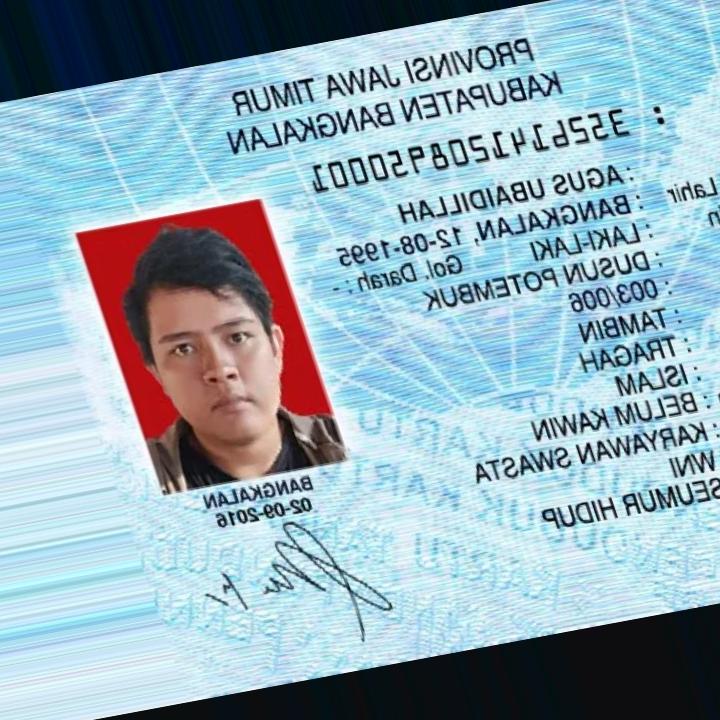 PROVINSI JAWA TIMUR
KABUPATEN BANGKALAN
: 3526141208950001
: AGUS UBAIDILLAH
Lahir : BANGKALAN, 12-08-1995
: LAKI-LAKI Gol. Darah : -
: DUSUN POTEMBUK
: 003/006
: TAMBIN
: TRAGAH
: ISLAM
: BELUM KAWIN
: KARYAWAN SWASTA
WNI
SEUMUR HIDUP
BANGKALAN
02-09-2016